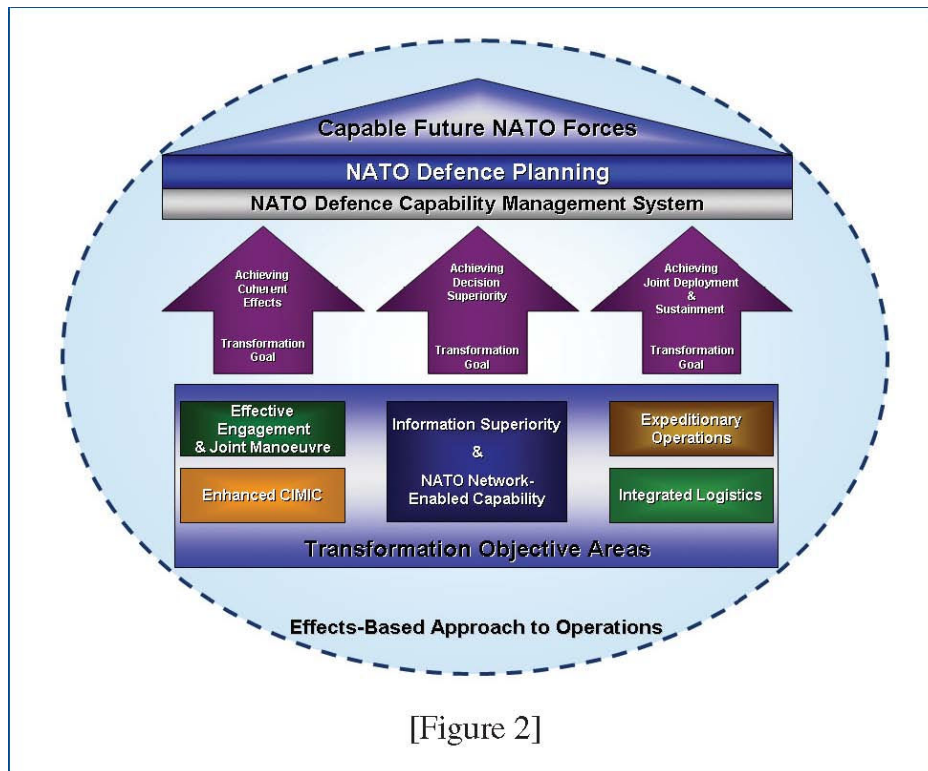 Capable Future NATO Forces
NATO Defence Planning
NATO Defence Capability Management System
Achieving
Cuherent
Effects
Transformation
Goal
Achieving
Decision
Superiority
Transformation
Goal
Achieving
Joint Deployment
&
Sustainment
Transformation
Goal
Effective
Engagement
& Joint Manoeuvre
Enhanced CIMIC
Information Superiority
&
NATO Network-
Enabled Capability
Expeditionary
Operations
Integrated Logistics
Transformation Objective Areas
Effects-Based Approach to Operations
[Figure 2]